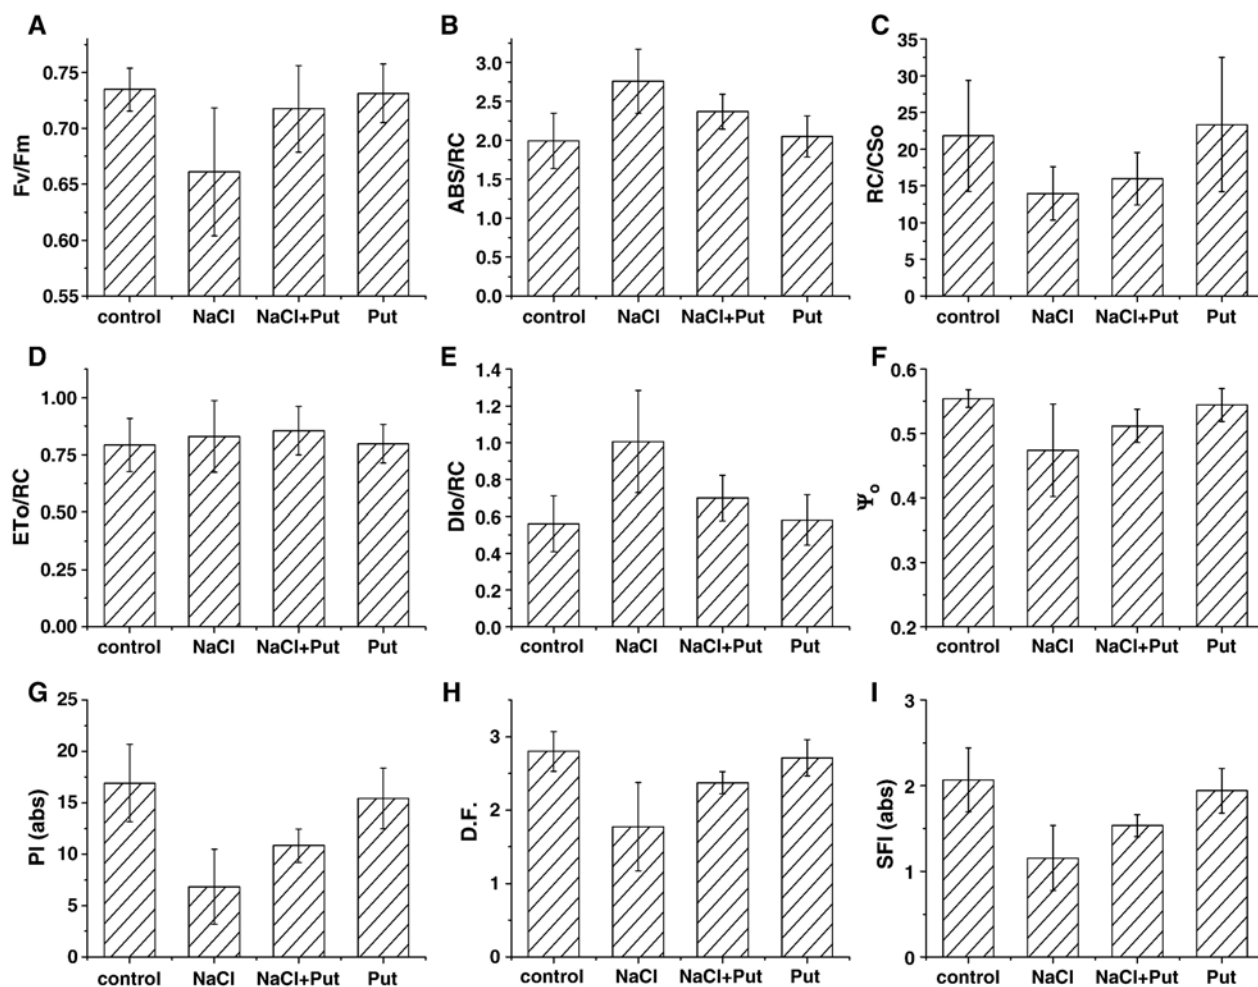 A
Fv/Fm
0.75
0.70
0.65
0.60
0.55
control NaCl NaCl+Put Put
B
ABS/RC
3.0
2.5
2.0
1.5
1.0
0.5
0.0
control NaCl NaCl+Put Put
C
RC/CSo
35
30
25
20
15
10
5
0
control NaCl NaCl+Put Put
D
ETo/RC
1.00
0.75
0.50
0.25
0.00
control NaCl NaCl+Put Put
E
DIo/RC
1.4
1.2
1.0
0.8
0.6
0.4
0.2
0.0
control NaCl NaCl+Put Put
F
Ψo
0.6
0.5
0.4
0.3
0.2
control NaCl NaCl+Put Put
G
PI (abs)
25
20
15
10
5
0
control NaCl NaCl+Put Put
H
D.F.
3
2
1
0
control NaCl NaCl+Put Put
I
SFI (abs)
3
2
1
0
control NaCl NaCl+Put Put